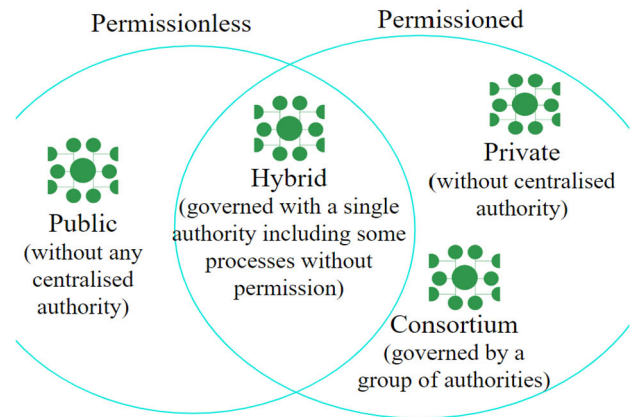 Permissionless
Permissioned
Public
(without any
centralised
authority)
Hybrid
(governed with a single
authority including some
processes without
permission)
Private
(without centralised
authority)
Consortium
(governed by a
group of authorities)